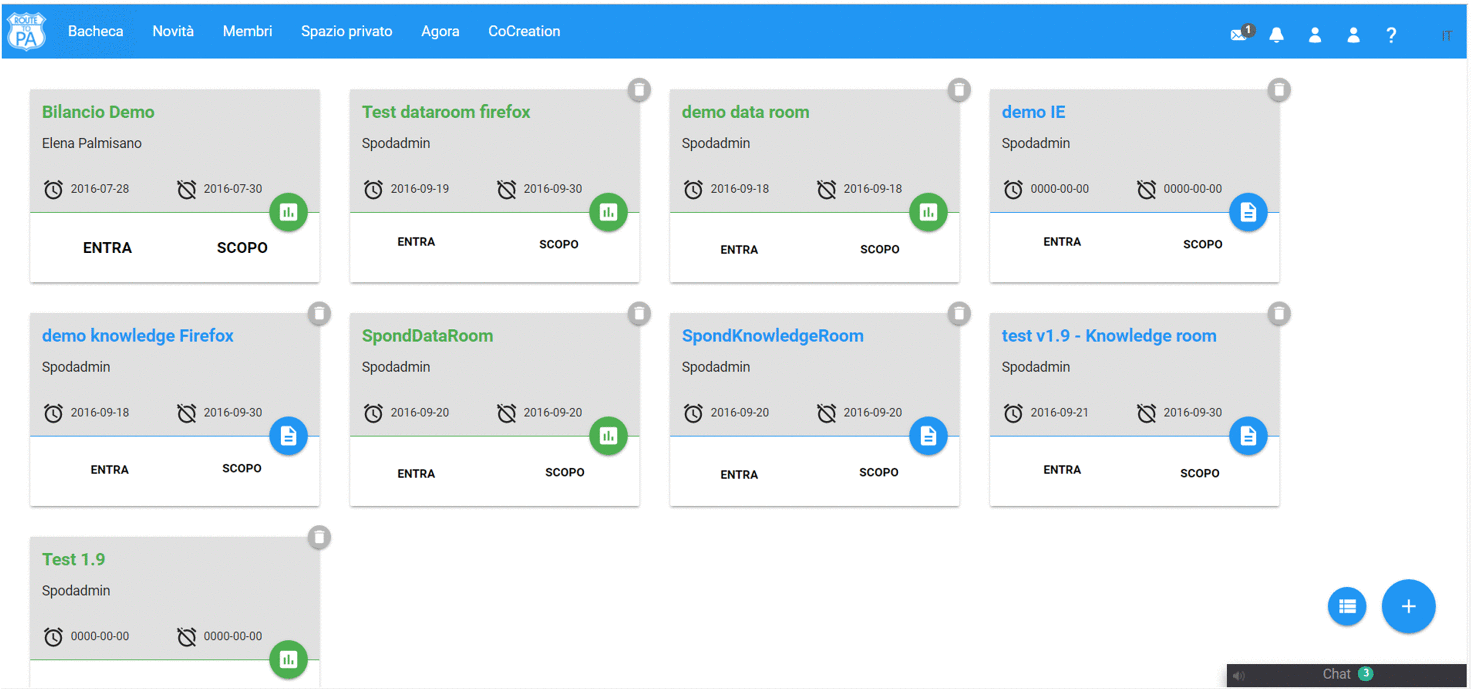 ROUTE
TO
PA
Bacheca Novità Membri Spazio privato Agora CoCreation 1 ? IT
Bilancio Demo
Elena Palmisano
2016-07-28 2016-07-30
ENTRA SCOPO
Test dataroom firefox
Spodadmin
2016-09-19 2016-09-30
ENTRA SCOPO
demo data room
Spodadmin
2016-09-18 2016-09-18
ENTRA SCOPO
demo IE
Spodadmin
0000-00-00 0000-00-00
ENTRA SCOPO
demo knowledge Firefox
Spodadmin
2016-09-18 2016-09-30
ENTRA SCOPO
SpondDataRoom
Spodadmin
2016-09-20 2016-09-20
ENTRA SCOPO
SpondKnowledgeRoom
Spodadmin
2016-09-20 2016-09-20
ENTRA SCOPO
test v1.9 - Knowledge room
Spodadmin
2016-09-21 2016-09-30
ENTRA SCOPO
Test 1.9
Spodadmin
0000-00-00 0000-00-00
Chat 3